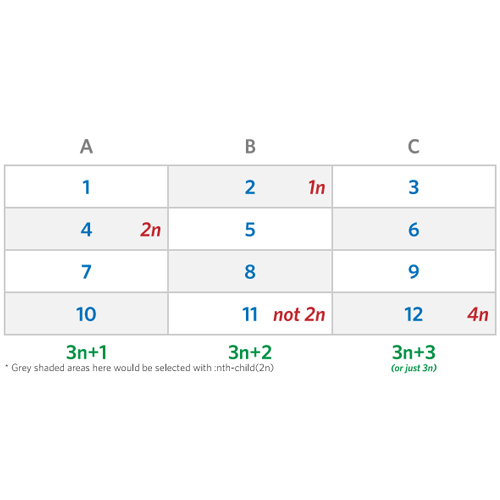 A B C
1 2 1n 3
4 2n 5 6
7 8 9
10 11 not 2n 12 4n
3n+1 3n+2 3n+3
* Grey shaded areas here would be selected with :nth-child(2n) (or just 3n)